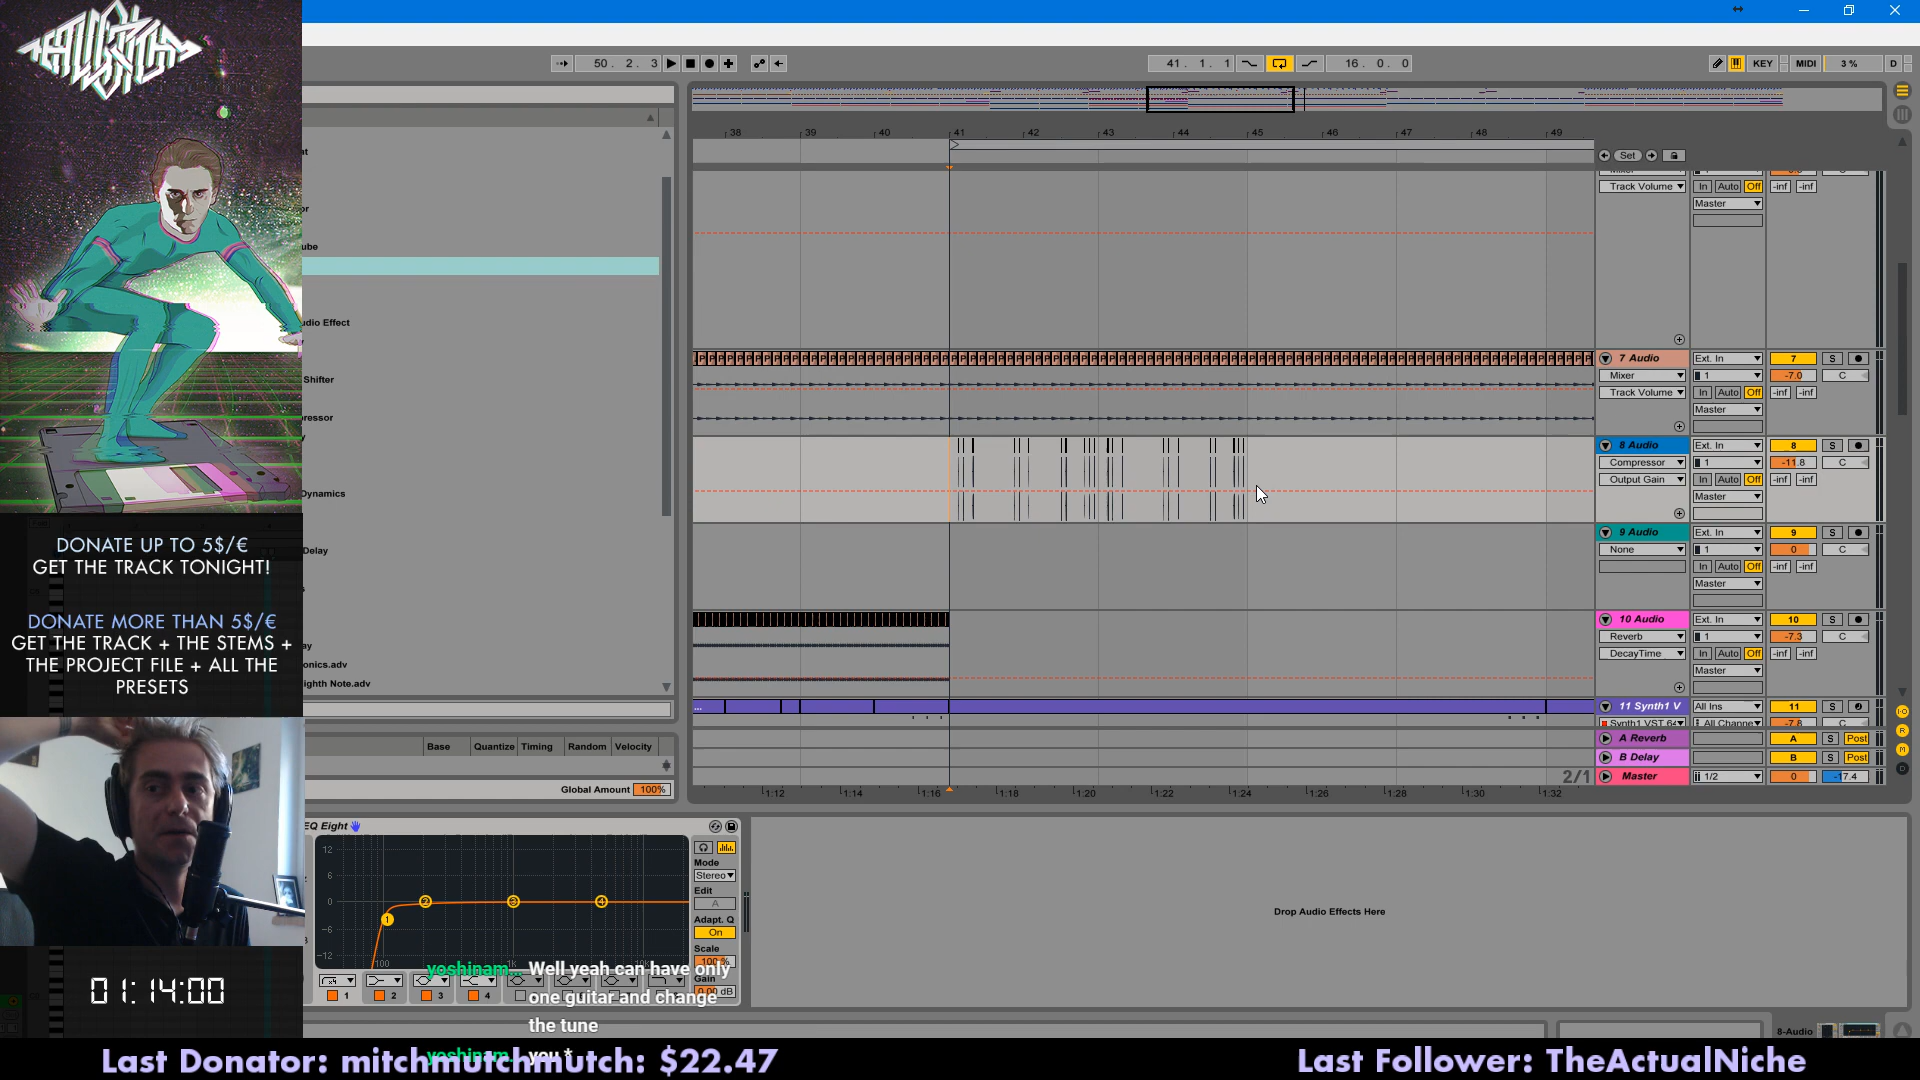 50. 2. 3
41. 1. 1
16. 0. 0
KEY
MIDI
3 %
D
38
39
40
41
42
43
44
45
46
47
48
49
Set
Track Volume
In Auto Off -inf -inf
Master
7 Audio Ext. In 7 S
Mixer 1 -7.0 C
Track Volume In Auto Off -inf -inf
Master
8 Audio Ext. In 8 S
Compressor 1 -11.8 C
Output Gain In Auto Off -inf -inf
Master
9 Audio Ext. In 9 S
None 1 0 C
In Auto Off -inf -inf
Master
10 Audio Ext. In 10 S
Reverb 1 -7.3 C
DecayTime In Auto Off -inf -inf
Master
11 Synth1 V All Ins 11 S
Synth1 VST 64 All Channe -7.8 C
A Reverb A S Post
B Delay B S Post
2/1 Master 1/2 0 -17.4
1:12
1:14
1:16
1:18
1:20
1:22
1:24
1:26
1:28
1:30
1:32
at
or
ube
udio Effect
Shifter
ressor
Dynamics
Delay
ay
onics.adv
ighth Note.adv
Base Quantize Timing Random Velocity
Global Amount 100%
DONATE UP TO 5$/€
GET THE TRACK TONIGHT!
DONATE MORE THAN 5$/€
GET THE TRACK + THE STEMS +
THE PROJECT FILE + ALL THE
PRESETS
EQ Eight
12
6
0
-6
-12
100
1 2 3 4
Mode
Stereo
Edit
A
Adapt. Q
On
Scale
100 %
Gain
0.00 dB
1 2 3 4
Drop Audio Effects Here
yoshinam... Well yeah can have only
one guitar and change
the tune
yoshinam... you *
01:14:00
8-Audio
Last Donator: mitchmutchmutch: $22.47
Last Follower: TheActualNiche